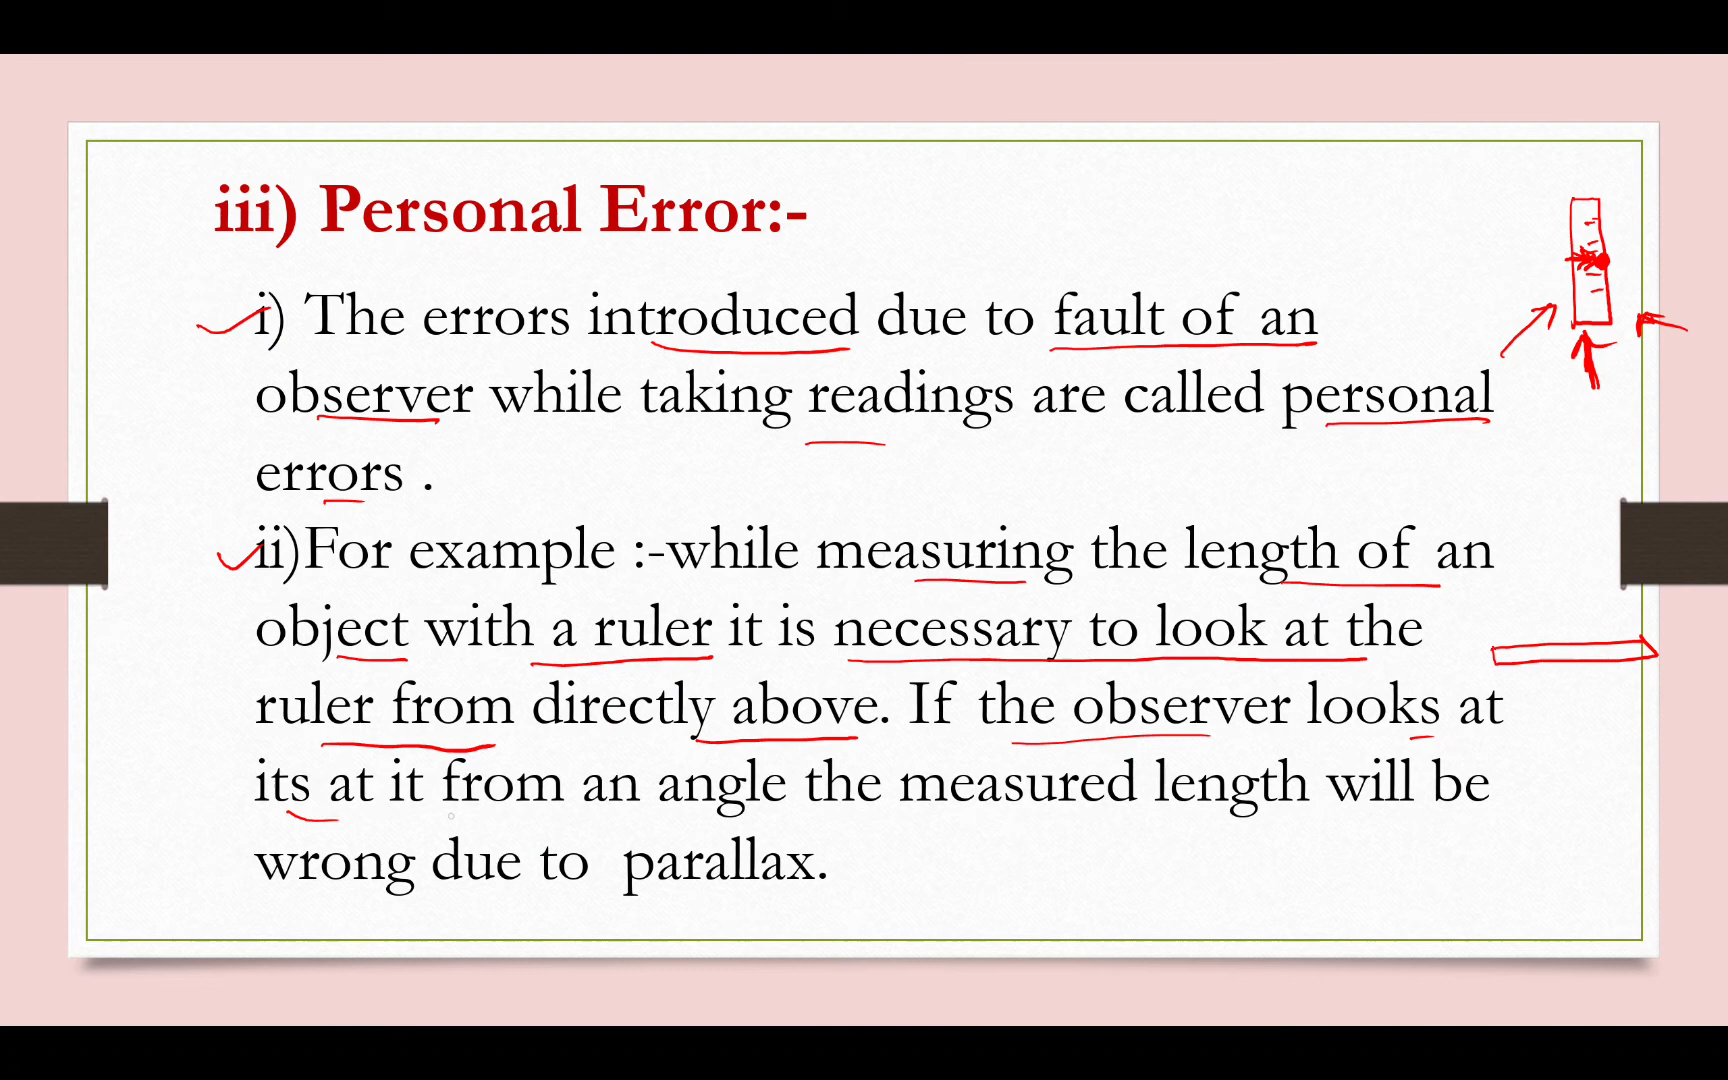 iii) Personal Error:-
i) The errors introduced due to fault of an
observer while taking readings are called personal
errors .
ii)For example :-while measuring the length of an
object with a ruler it is necessary to look at the
ruler from directly above. If the observer looks at
its at it from an angle the measured length will be
wrong due to parallax.